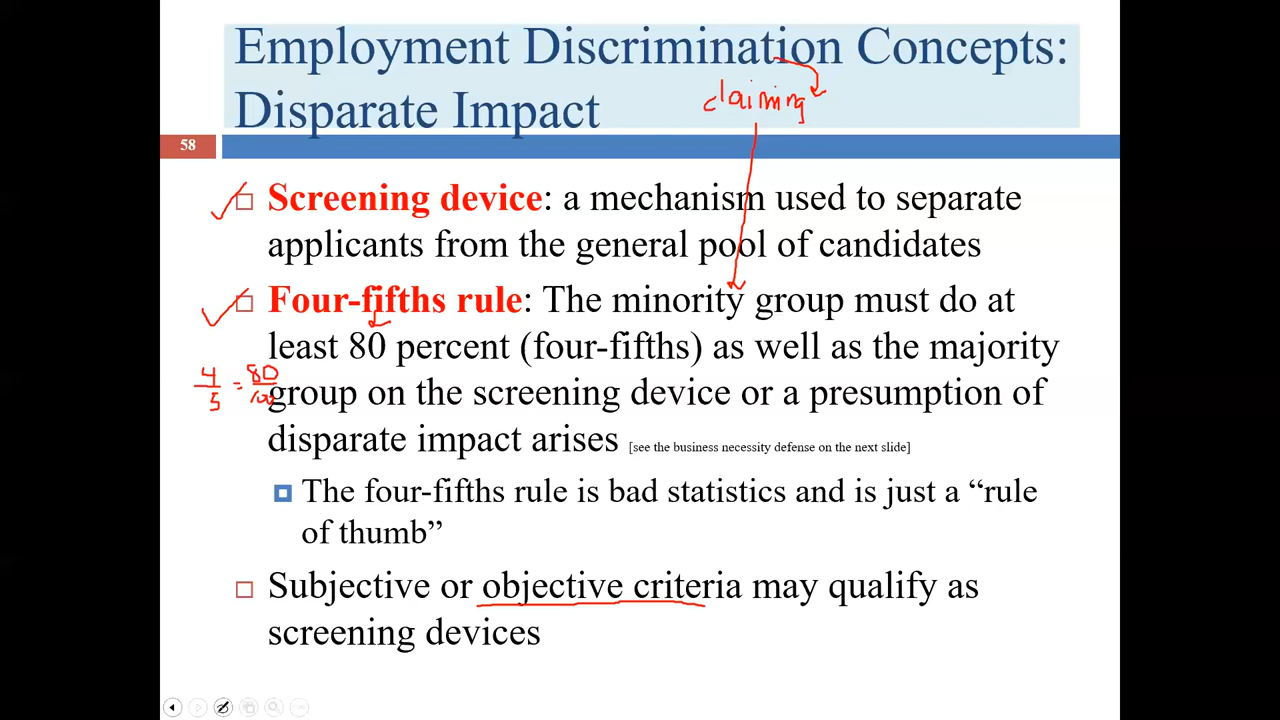 Employment Discrimination Concepts:
Disparate Impact
claiming
58
Screening device: a mechanism used to separate
applicants from the general pool of candidates
Four-fifths rule: The minority group must do at
least 80 percent (four-fifths) as well as the majority
4/5 = 80/100
group on the screening device or a presumption of
disparate impact arises [see the business necessity defense on the next slide]
The four-fifths rule is bad statistics and is just a “rule
of thumb”
Subjective or objective criteria may qualify as
screening devices